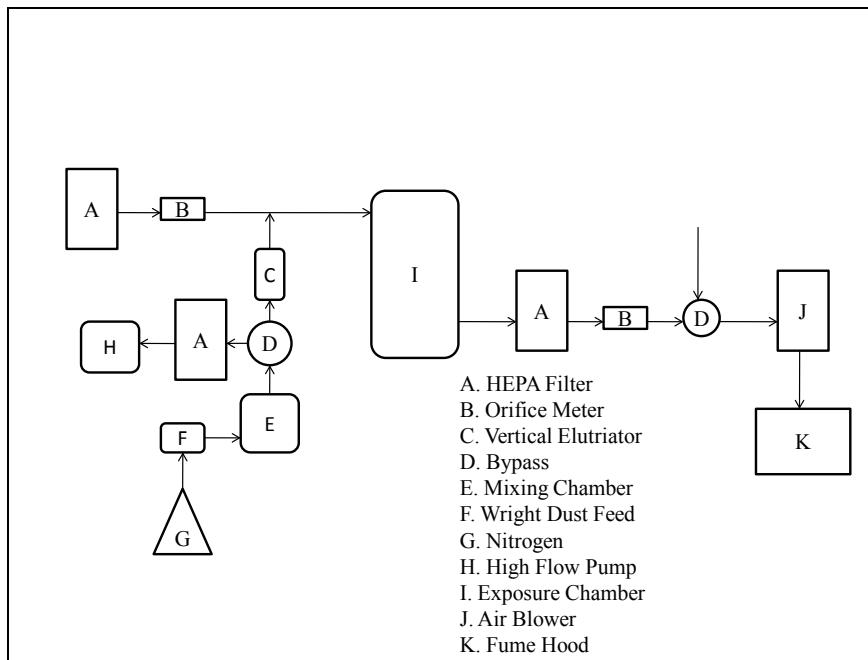 A
B
C
I
H
A
D
A
B
D
J
F
E
G
K
A. HEPA Filter
B. Orifice Meter
C. Vertical Elutriator
D. Bypass
E. Mixing Chamber
F. Wright Dust Feed
G. Nitrogen
H. High Flow Pump
I. Exposure Chamber
J. Air Blower
K. Fume Hood